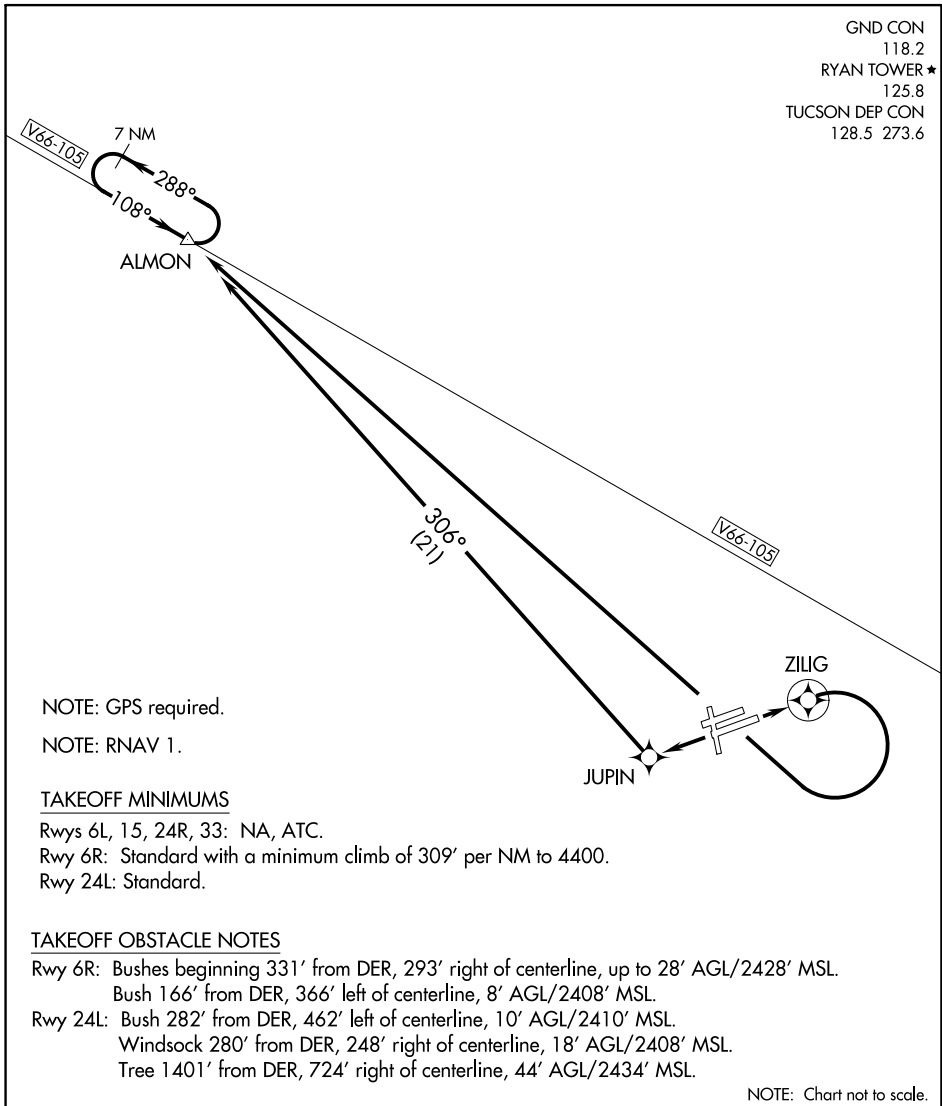 GND CON
118.2
RYAN TOWER ★
125.8
TUCSON DEP CON
128.5 273.6
V66-105
7 NM
288°
108°
ALMON
306°
(21)
V66-105
ZILIG
JUPIN
NOTE: GPS required.
NOTE: RNAV 1.
TAKEOFF MINIMUMS
Rwys 6L, 15, 24R, 33: NA, ATC.
Rwy 6R: Standard with a minimum climb of 309' per NM to 4400.
Rwy 24L: Standard.
TAKEOFF OBSTACLE NOTES
Rwy 6R: Bushes beginning 331' from DER, 293' right of centerline, up to 28' AGL/2428' MSL.
Bush 166' from DER, 366' left of centerline, 8' AGL/2408' MSL.
Rwy 24L: Bush 282' from DER, 462' left of centerline, 10' AGL/2410' MSL.
Windsock 280' from DER, 248' right of centerline, 18' AGL/2408' MSL.
Tree 1401' from DER, 724' right of centerline, 44' AGL/2434' MSL.
NOTE: Chart not to scale.